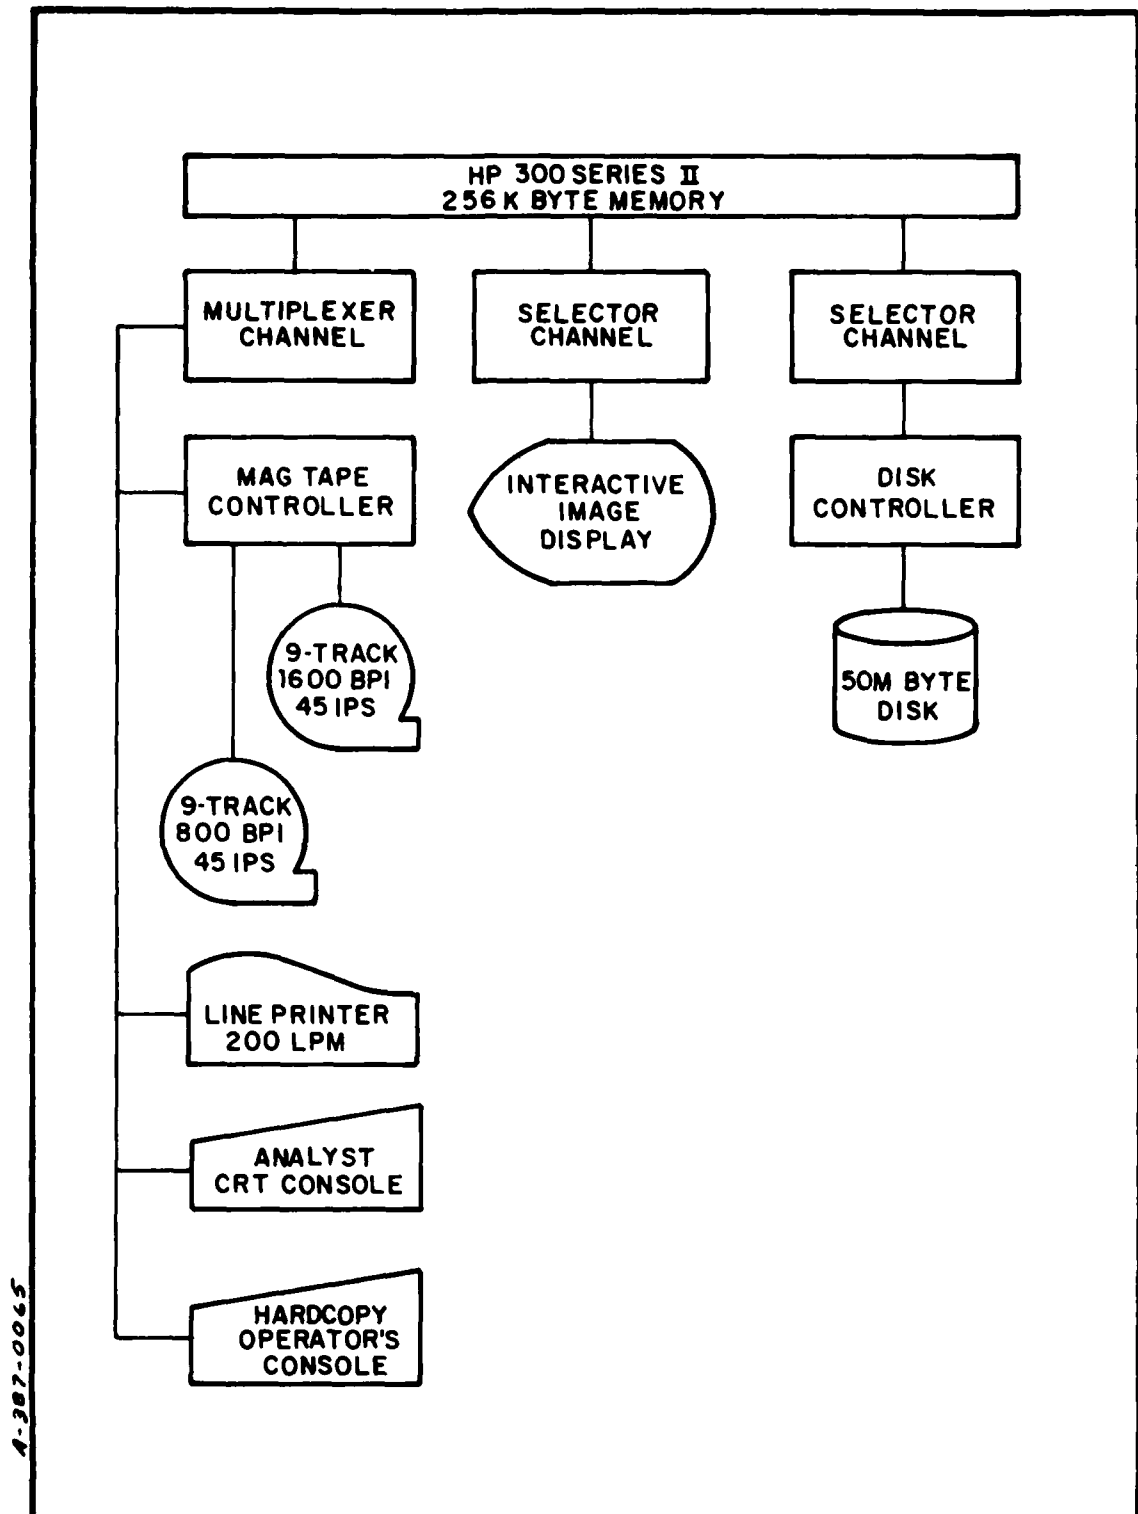 HP 300 SERIES II
256 K BYTE MEMORY
MULTIPLEXER
CHANNEL
SELECTOR
CHANNEL
SELECTOR
CHANNEL
MAG TAPE
CONTROLLER
INTERACTIVE
IMAGE
DISPLAY
DISK
CONTROLLER
9-TRACK
1600 BPI
45 IPS
50M BYTE
DISK
9-TRACK
800 BPI
45 IPS
LINE PRINTER
200 LPM
ANALYST
CRT CONSOLE
HARDCOPY
OPERATOR'S
CONSOLE
A-387-0065